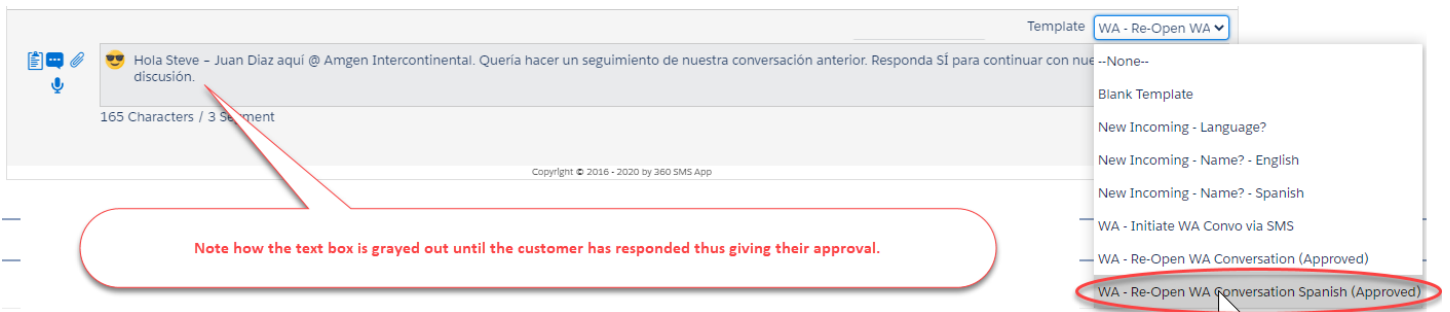 Template WA - Re-Open WA
Hola Steve – Juan Diaz aquí @ Amgen Intercontinental. Quería hacer un seguimiento de nuestra conversación anterior. Responda SÍ para continuar con nue
discusión.
165 Characters / 3 Segment
Copyright © 2016 - 2020 by 360 SMS App
--None--
Blank Template
New Incoming - Language?
New Incoming - Name? - English
New Incoming - Name? - Spanish
WA - Initiate WA Convo via SMS
WA - Re-Open WA Conversation (Approved)
WA - Re-Open WA Conversation Spanish (Approved)
Note how the text box is grayed out until the customer has responded thus giving their approval.